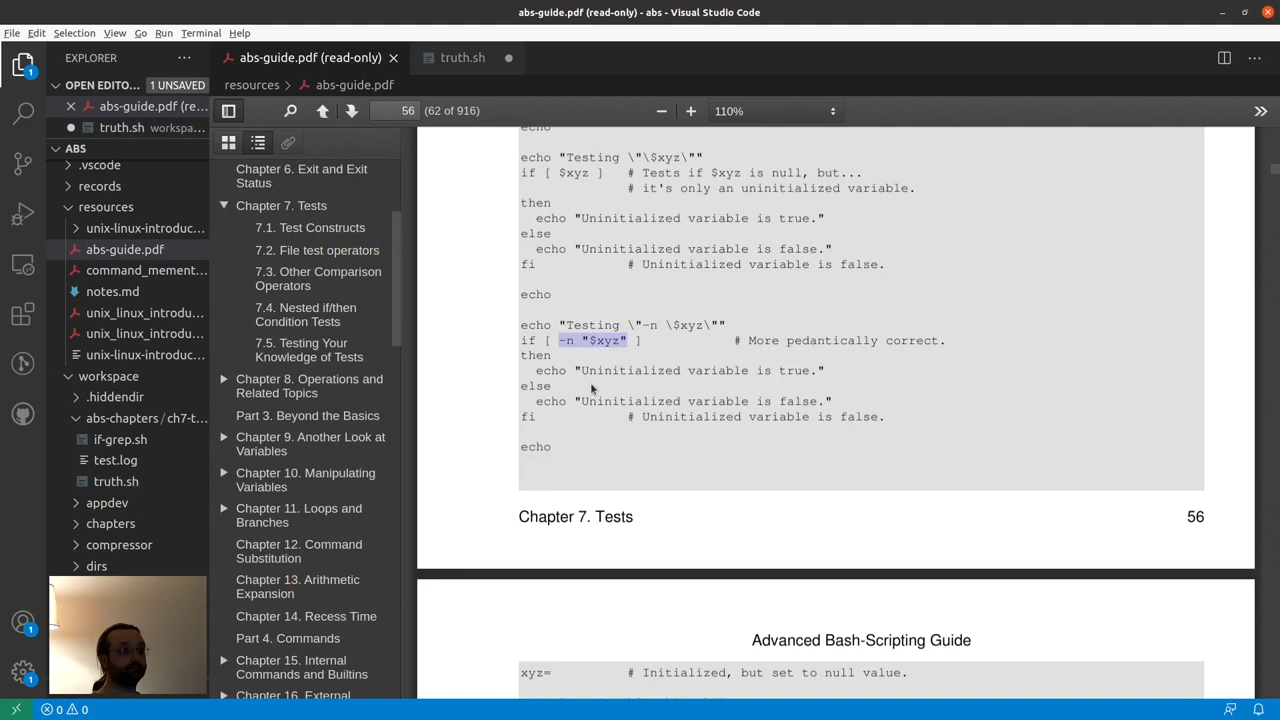 abs-guide.pdf (read-only) - abs - Visual Studio Code
File Edit Selection View Go Run Terminal Help
EXPLORER
abs-guide.pdf (read-only)
truth.sh
OPEN EDITO... 1 UNSAVED
resources > abs-guide.pdf
abs-guide.pdf (re...
truth.sh workspa...
56 (62 of 916)
110%
ABS
.vscode
records
resources
unix-linux-introduc...
abs-guide.pdf
command_mement...
notes.md
unix_linux_introdu...
unix_linux_introdu...
unix-linux-introduc...
workspace
.hiddendir
abs-chapters / ch7-t...
if-grep.sh
test.log
truth.sh
appdev
chapters
compressor
dirs
Chapter 6. Exit and Exit
Status
Chapter 7. Tests
7.1. Test Constructs
7.2. File test operators
7.3. Other Comparison
Operators
7.4. Nested if/then
Condition Tests
7.5. Testing Your
Knowledge of Tests
Chapter 8. Operations and
Related Topics
Part 3. Beyond the Basics
Chapter 9. Another Look at
Variables
Chapter 10. Manipulating
Variables
Chapter 11. Loops and
Branches
Chapter 12. Command
Substitution
Chapter 13. Arithmetic
Expansion
Chapter 14. Recess Time
Part 4. Commands
Chapter 15. Internal
Commands and Builtins
Chapter 16. External
echo
echo "Testing \"\$xyz\""
if [ $xyz ] # Tests if $xyz is null, but...
# it's only an uninitialized variable.
then
echo "Uninitialized variable is true."
else
echo "Uninitialized variable is false."
fi # Uninitialized variable is false.
echo
echo "Testing \"-n \$xyz\""
if [ -n "$xyz" ] # More pedantically correct.
then
echo "Uninitialized variable is true."
else
echo "Uninitialized variable is false."
fi # Uninitialized variable is false.
echo
Chapter 7. Tests 56
Advanced Bash-Scripting Guide
xyz= # Initialized, but set to null value.
1
1
1
0 0